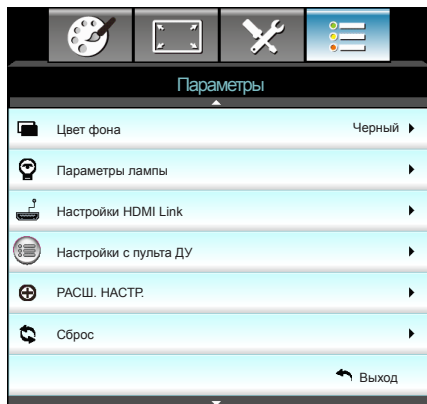 Параметры
Цвет фона Черный
Параметры лампы
Настройки HDMI Link
Настройки с пульта ДУ
РАСШ. НАСТР.
Сброс
Выход